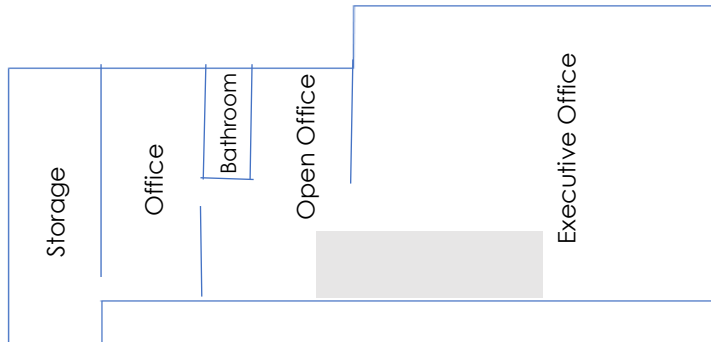 Storage
Office
Bathroom
Open Office
Executive Office